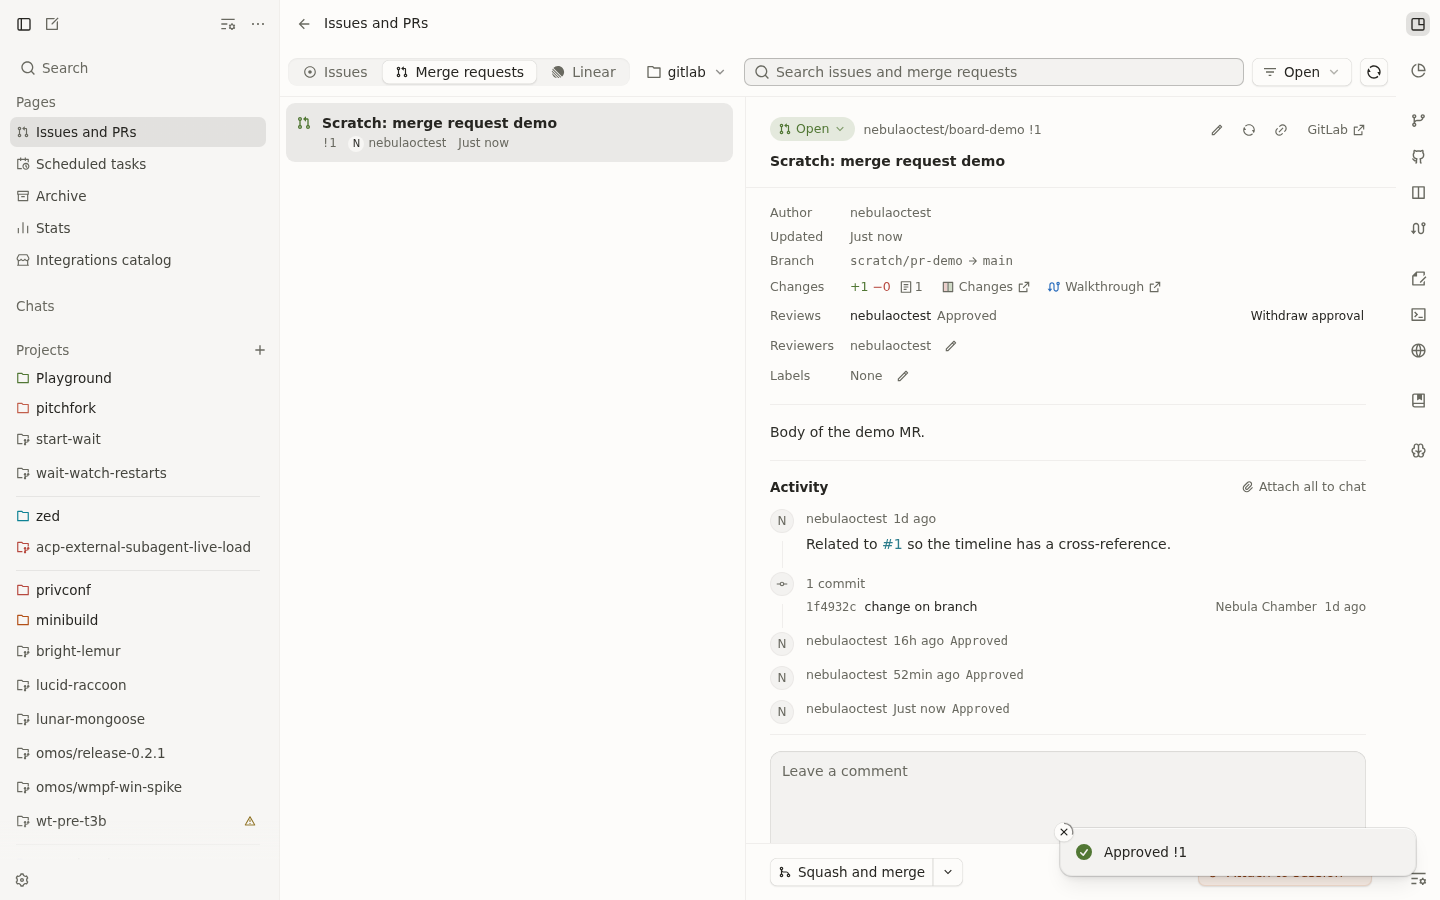 Search
Pages
Issues and PRs
Scheduled tasks
Archive
Stats
Integrations catalog
Chats
Projects
Playground
pitchfork
start-wait
wait-watch-restarts
zed
acp-external-subagent-live-load
privconf
minibuild
bright-lemur
lucid-raccoon
lunar-mongoose
omos/release-0.2.1
omos/wmpf-win-spike
wt-pre-t3b
Issues and PRs
Issues Merge requests Linear gitlab Search issues and merge requests Open
Scratch: merge request demo
!1 N nebulaoctest Just now
Open nebulaoctest/board-demo !1 GitLab
Scratch: merge request demo
Author nebulaoctest
Updated Just now
Branch scratch/pr-demo → main
Changes +1 −0 1 Changes Walkthrough
Reviews nebulaoctest Approved Withdraw approval
Reviewers nebulaoctest
Labels None
Body of the demo MR.
Activity Attach all to chat
N nebulaoctest 1d ago
Related to #1 so the timeline has a cross-reference.
1 commit
1f4932c change on branch Nebula Chamber 1d ago
N nebulaoctest 16h ago Approved
N nebulaoctest 52min ago Approved
N nebulaoctest Just now Approved
Leave a comment
Squash and merge
Approved !1